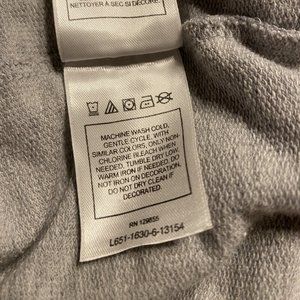 NETTOYER À SEC SI DÉCORÉ
MACHINE WASH COLD,
GENTLE CYCLE, WITH
SIMILAR COLORS, ONLY NON-
CHLORINE BLEACH WHEN
NEEDED. TUMBLE DRY LOW.
WARM IRON IF NEEDED. DO
NOT IRON ON DECORATION.
DO NOT DRY CLEAN IF
DECORATED.
RN 129855
L651-1630-6-13154